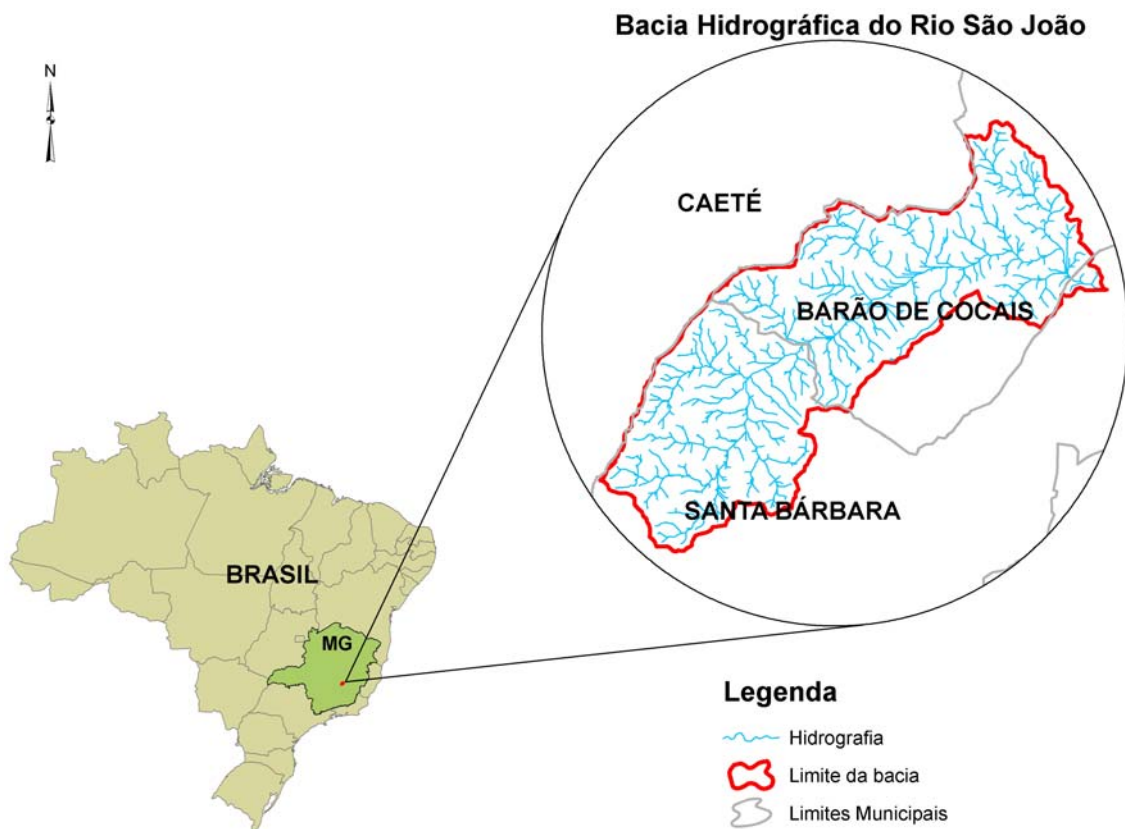 Bacia Hidrográfica do Rio São João
N
CAETÉ
BARÃO DE COCAIS
SANTA BÁRBARA
BRASIL
MG
Legenda
Hidrografia
Limite da bacia
Limites Municipais